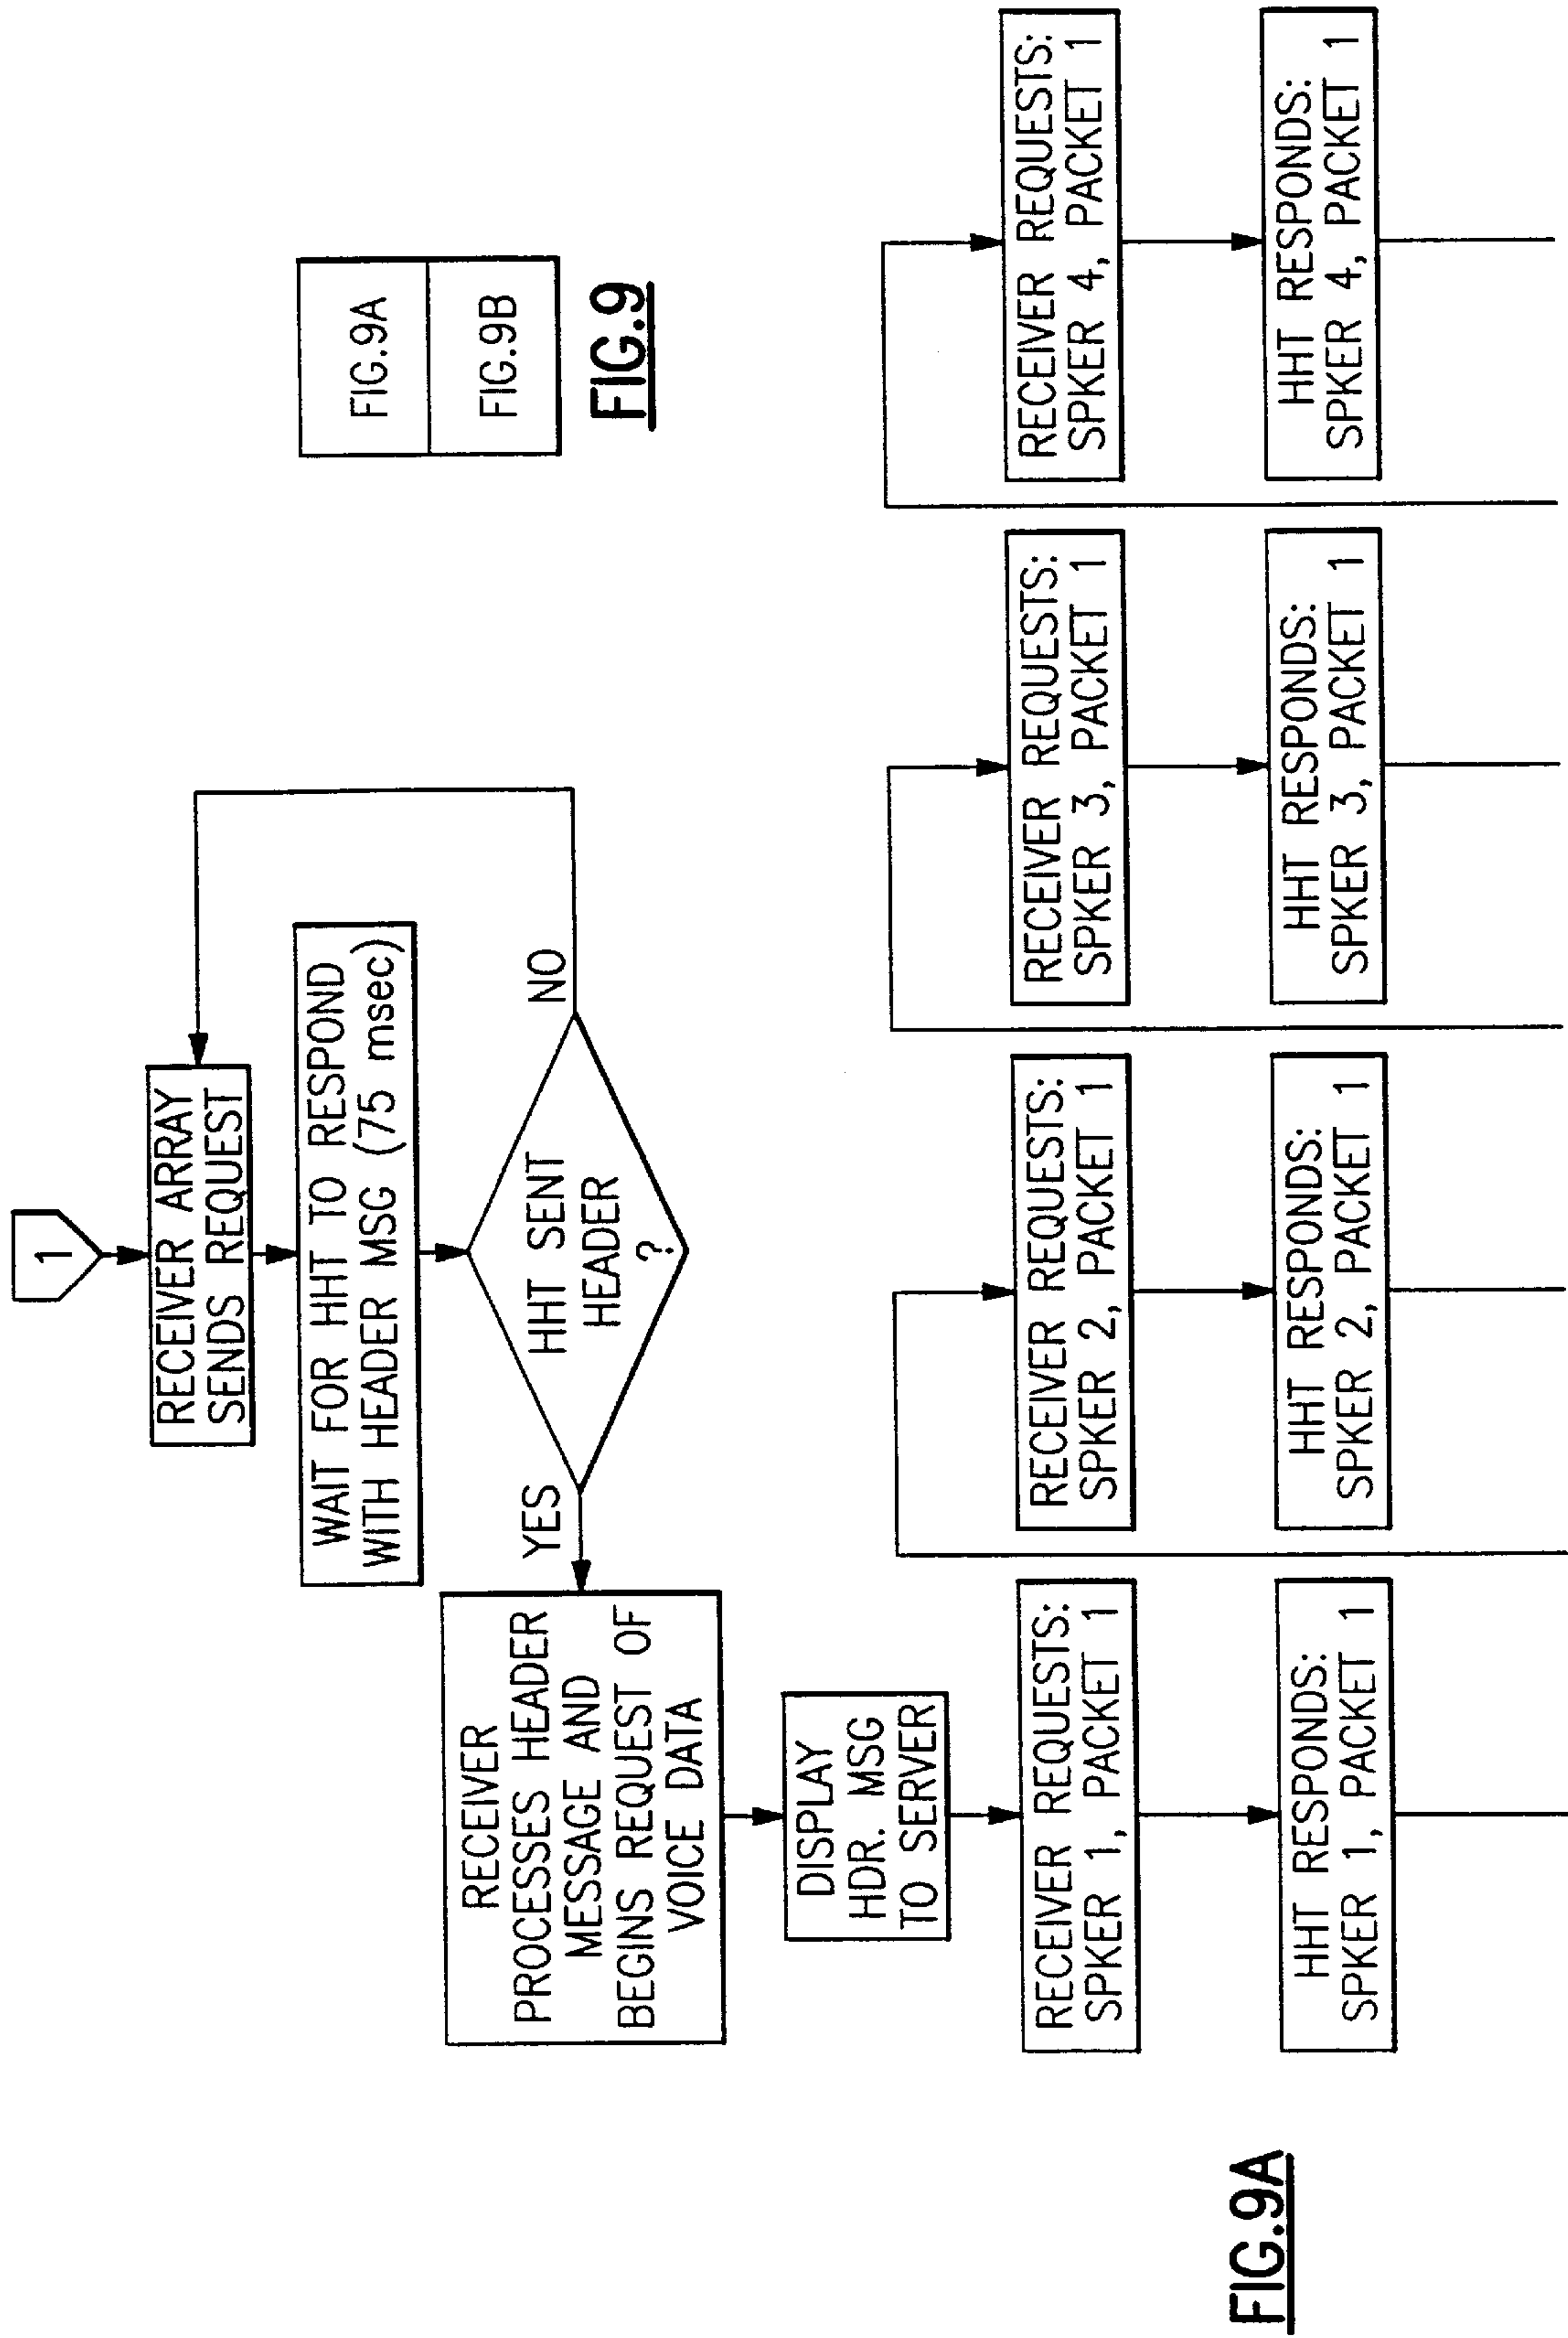 1
RECEIVER ARRAY
SENDS REQUEST
WAIT FOR HHT TO RESPOND
WITH HEADER MSG (75 msec)
HHT SENT
HEADER
?
YES
NO
RECEIVER
PROCESSES HEADER
MESSAGE AND
BEGINS REQUEST OF
VOICE DATA
DISPLAY
HDR. MSG
TO SERVER
RECEIVER REQUESTS:
SPKER 1, PACKET 1
HHT RESPONDS:
SPKER 1, PACKET 1
RECEIVER REQUESTS:
SPKER 2, PACKET 1
HHT RESPONDS:
SPKER 2, PACKET 1
RECEIVER REQUESTS:
SPKER 3, PACKET 1
HHT RESPONDS:
SPKER 3, PACKET 1
RECEIVER REQUESTS:
SPKER 4, PACKET 1
HHT RESPONDS:
SPKER 4, PACKET 1
FIG.9A
FIG.9B
FIG.9
FIG.9A